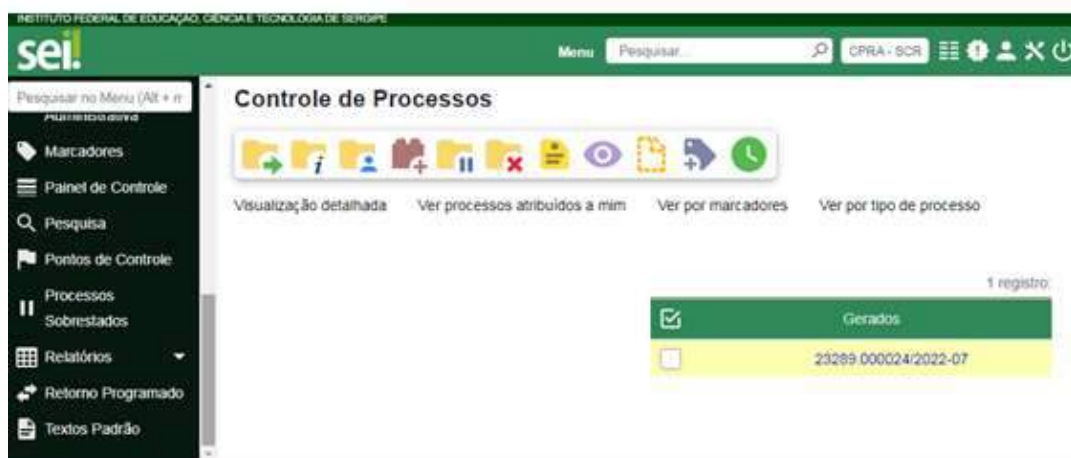 INSTITUTO FEDERAL DE EDUCAÇÃO, CIÊNCIA E TECNOLOGIA DE SERGIPE
sei!
Menu
Pesquisar...
CPRA - SCR
Pesquisar no Menu (Alt + m
Administrativa
Marcadores
Painel de Controle
Pesquisa
Pontos de Controle
Processos
Sobrestados
Relatórios
Retorno Programado
Textos Padrão
Controle de Processos
Visualização detalhada Ver processos atribuídos a mim Ver por marcadores Ver por tipo de processo
1 registro:
Gerados
23289.000024/2022-07